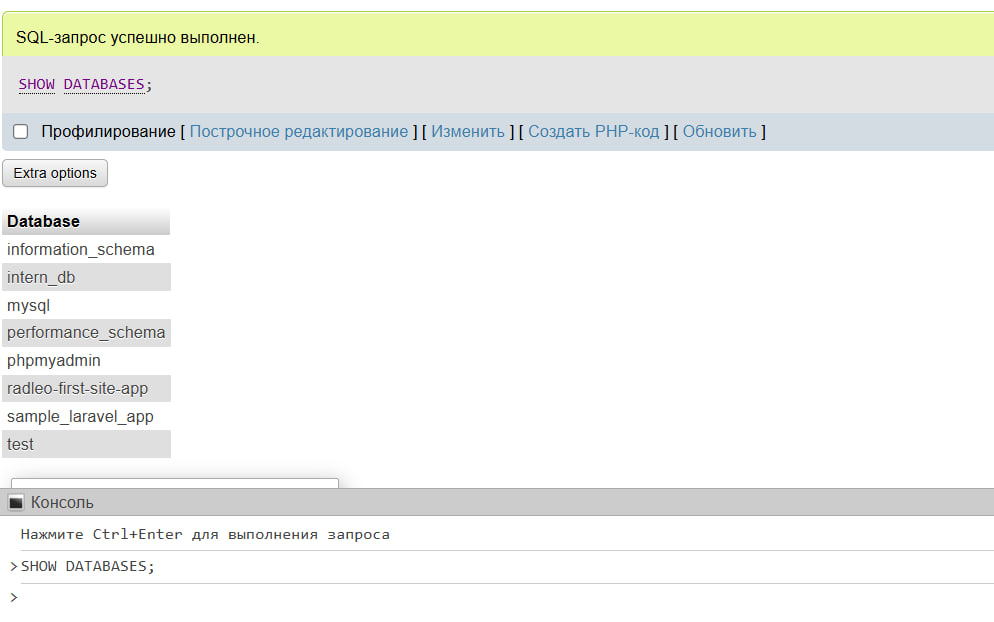 SQL-запрос успешно выполнен.
SHOW DATABASES;
Профилирование [ Построчное редактирование ] [ Изменить ] [ Создать PHP-код ] [ Обновить ]
Extra options
Database
information_schema
intern_db
mysql
performance_schema
phpmyadmin
radleo-first-site-app
sample_laravel_app
test
Консоль
Нажмите Ctrl+Enter для выполнения запроса
>SHOW DATABASES;
>